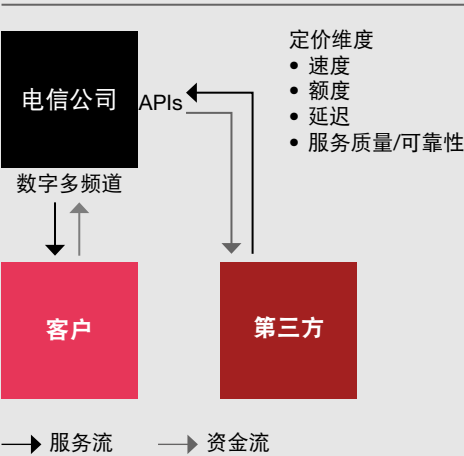 定价维度
• 速度
• 额度
• 延迟
• 服务质量/可靠性
电信公司
APIs
数字多频道
客户
第三方
服务流
资金流